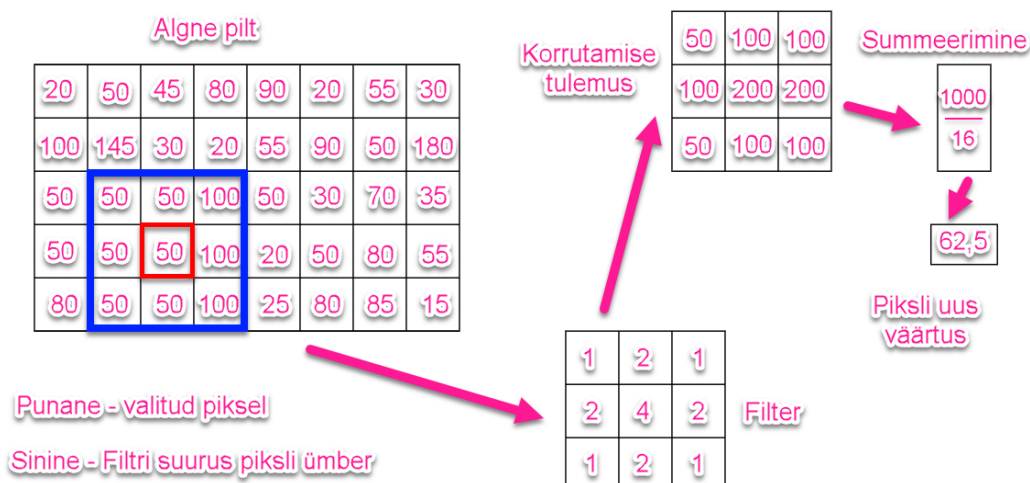 Algne pilt
20 50 45 80 90 20 55 30
100 145 30 20 55 90 50 180
50 50 50 100 50 30 70 35
50 50 50 100 20 50 80 55
80 50 50 100 25 80 85 15
Punane - valitud piksel
Sinine - Filtri suurus piksli ümber
1 2 1
2 4 2
1 2 1
Filter
Korrutamise
tulemus
50 100 100
100 200 200
50 100 100
Summeerimine
1000
16
62,5
Piksli uus
väärtus